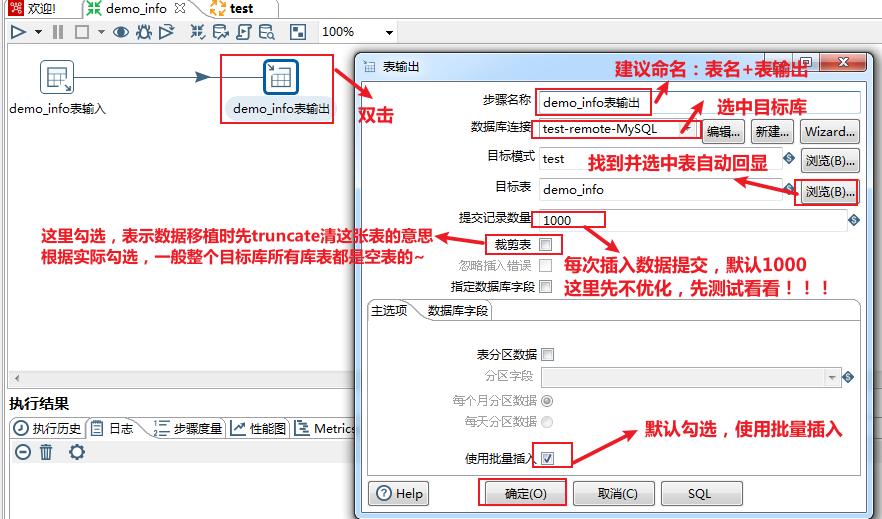 欢迎!
demo_info
test
100%
demo_info表输入
demo_info表输出
双击
表输出
建议命名：表名+表输出
步骤名称
demo_info表输出
选中目标库
数据库连接
test-remote-MySQL
编辑...
新建...
Wizard...
目标模式
test
找到并选中表自动回显
浏览(B)...
目标表
demo_info
浏览(B)...
提交记录数量
1000
这里勾选，表示数据移植时先truncate清这张表的意思
根据实际勾选，一般整个目标库所有库表都是空表的~
裁剪表
忽略插入错误
每次插入数据提交，默认1000
这里先不优化，先测试看看！！！
指定数据库字段
主选项
数据库字段
表分区数据
分区字段
每个月分区数据
每天分区数据
默认勾选，使用批量插入
使用批量插入
Help
确定(O)
取消(C)
SQL
执行结果
执行历史
日志
步骤度量
性能图
Metrics